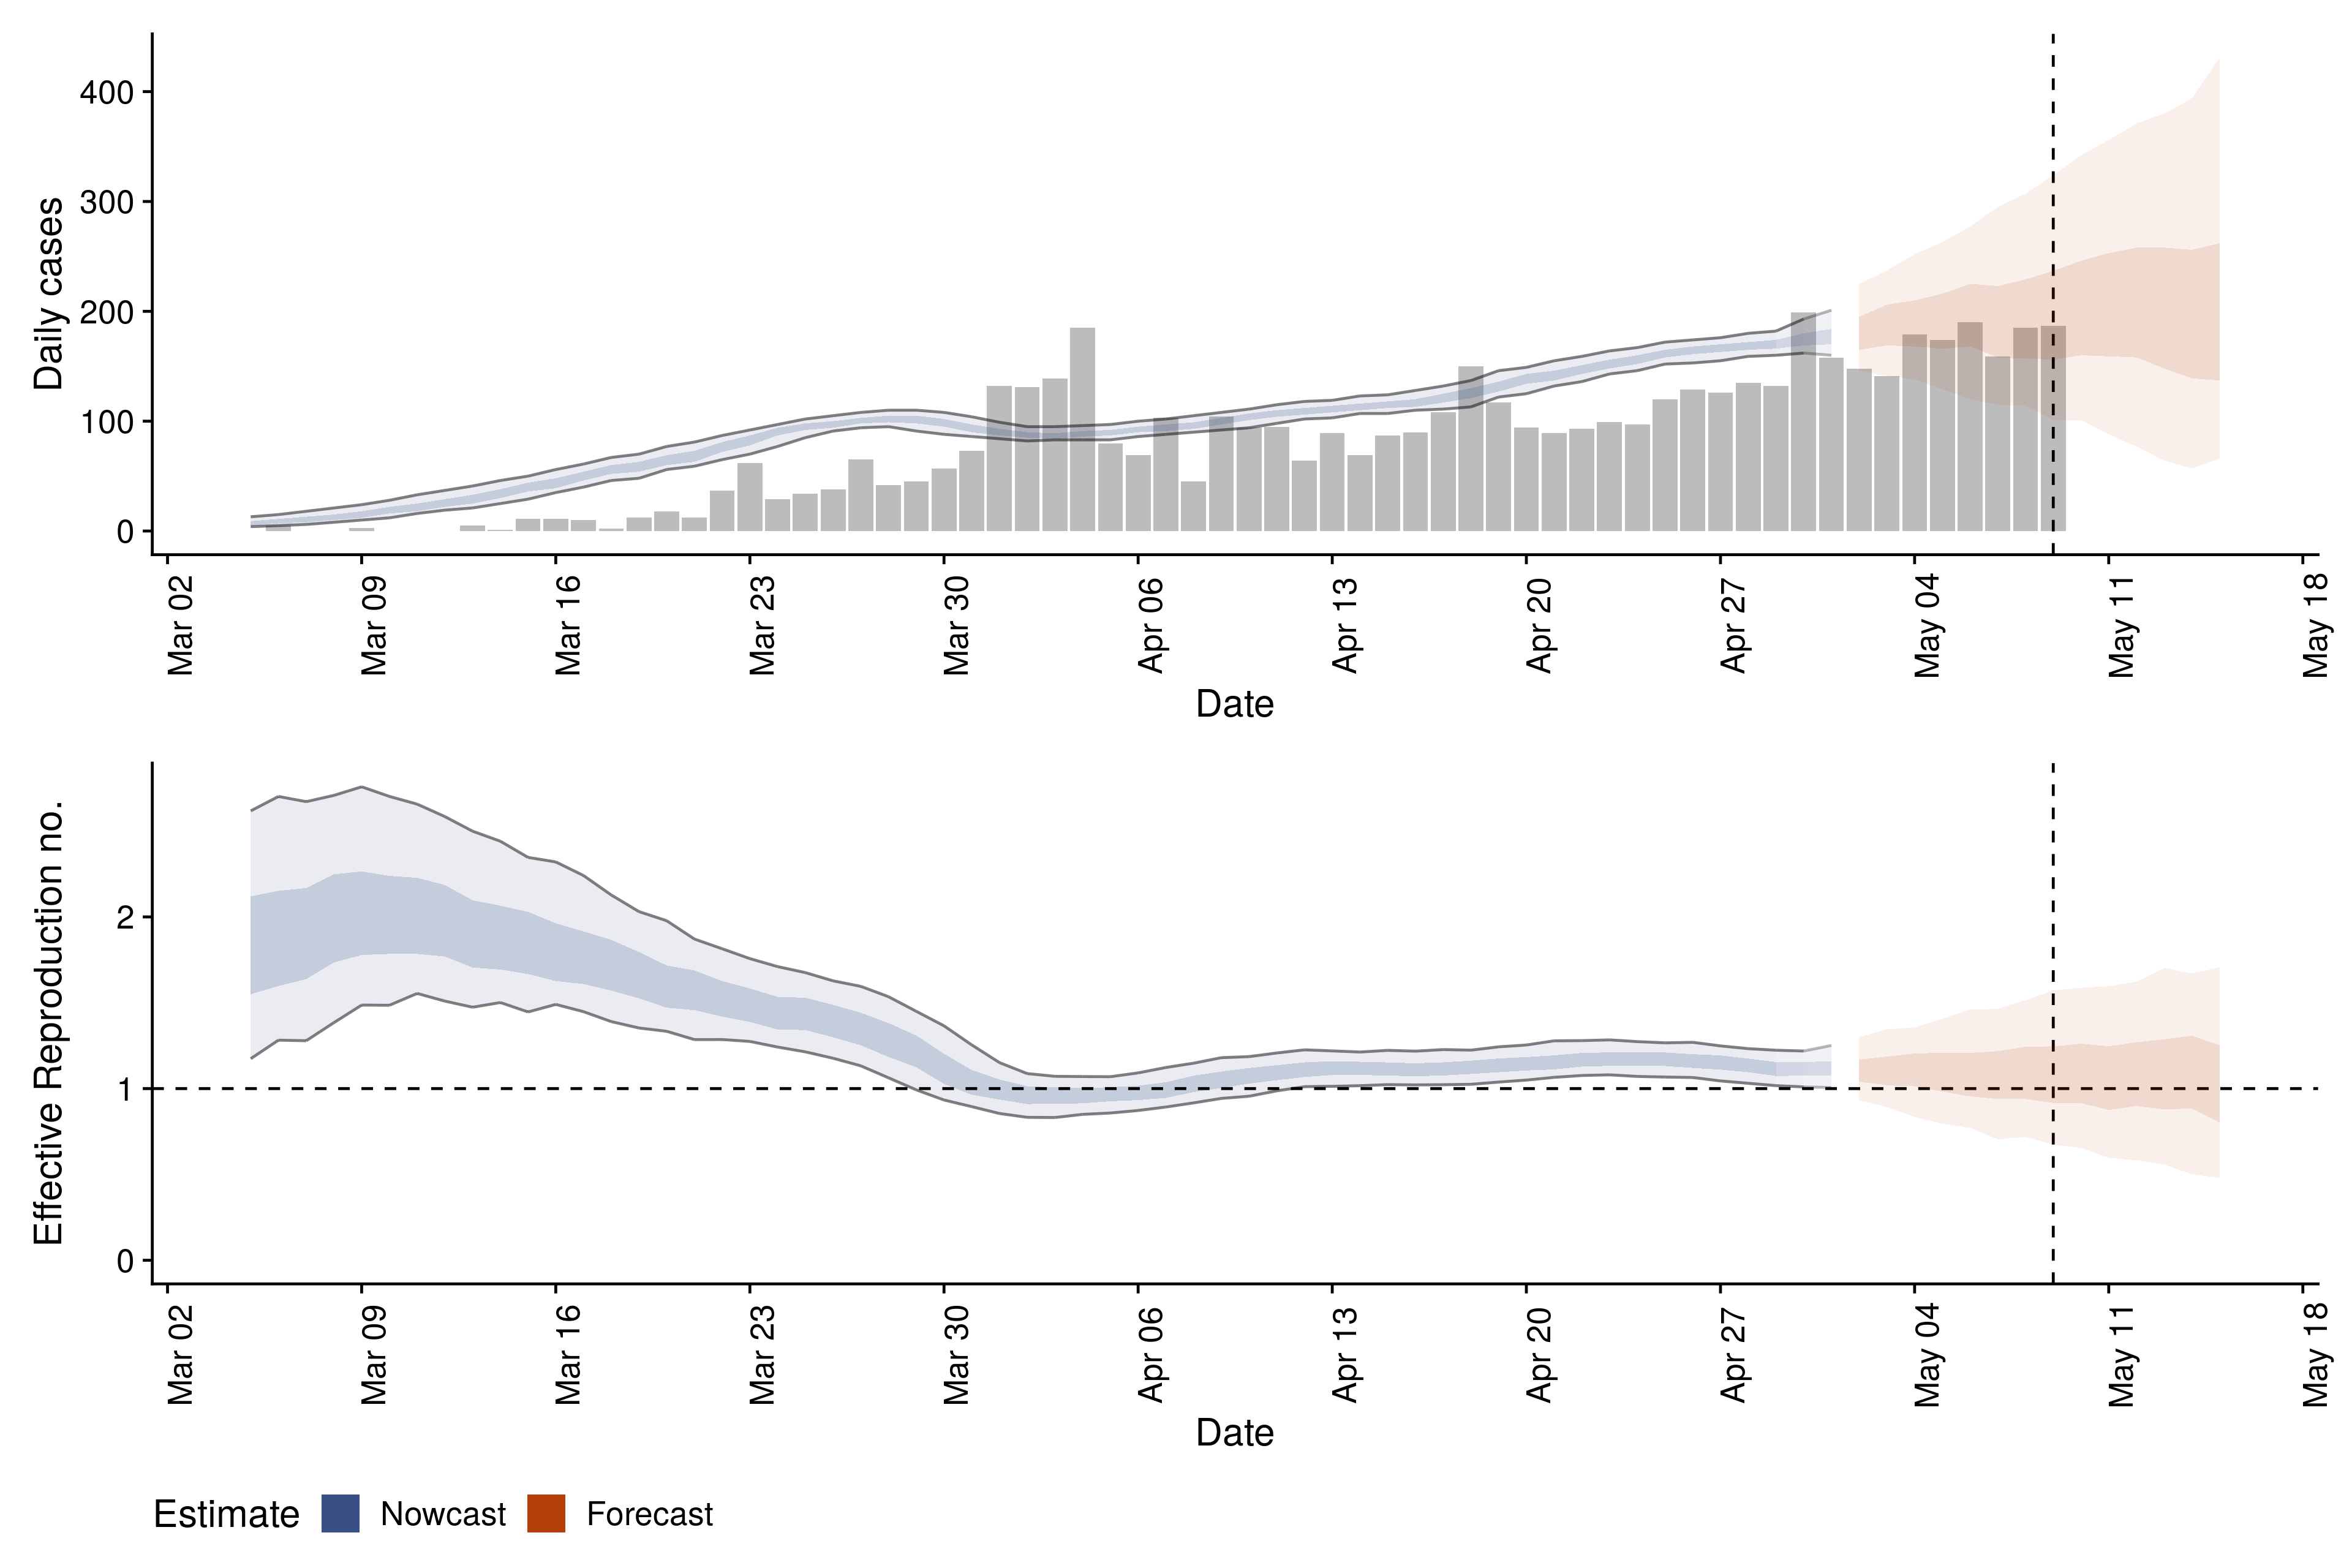 Daily cases
400
300
200
100
0
Mar 02
Mar 09
Mar 16
Mar 23
Mar 30
Apr 06
Apr 13
Apr 20
Apr 27
May 04
May 11
May 18
Date
Effective Reproduction no.
2
1
0
Mar 02
Mar 09
Mar 16
Mar 23
Mar 30
Apr 06
Apr 13
Apr 20
Apr 27
May 04
May 11
May 18
Date
Estimate Nowcast Forecast